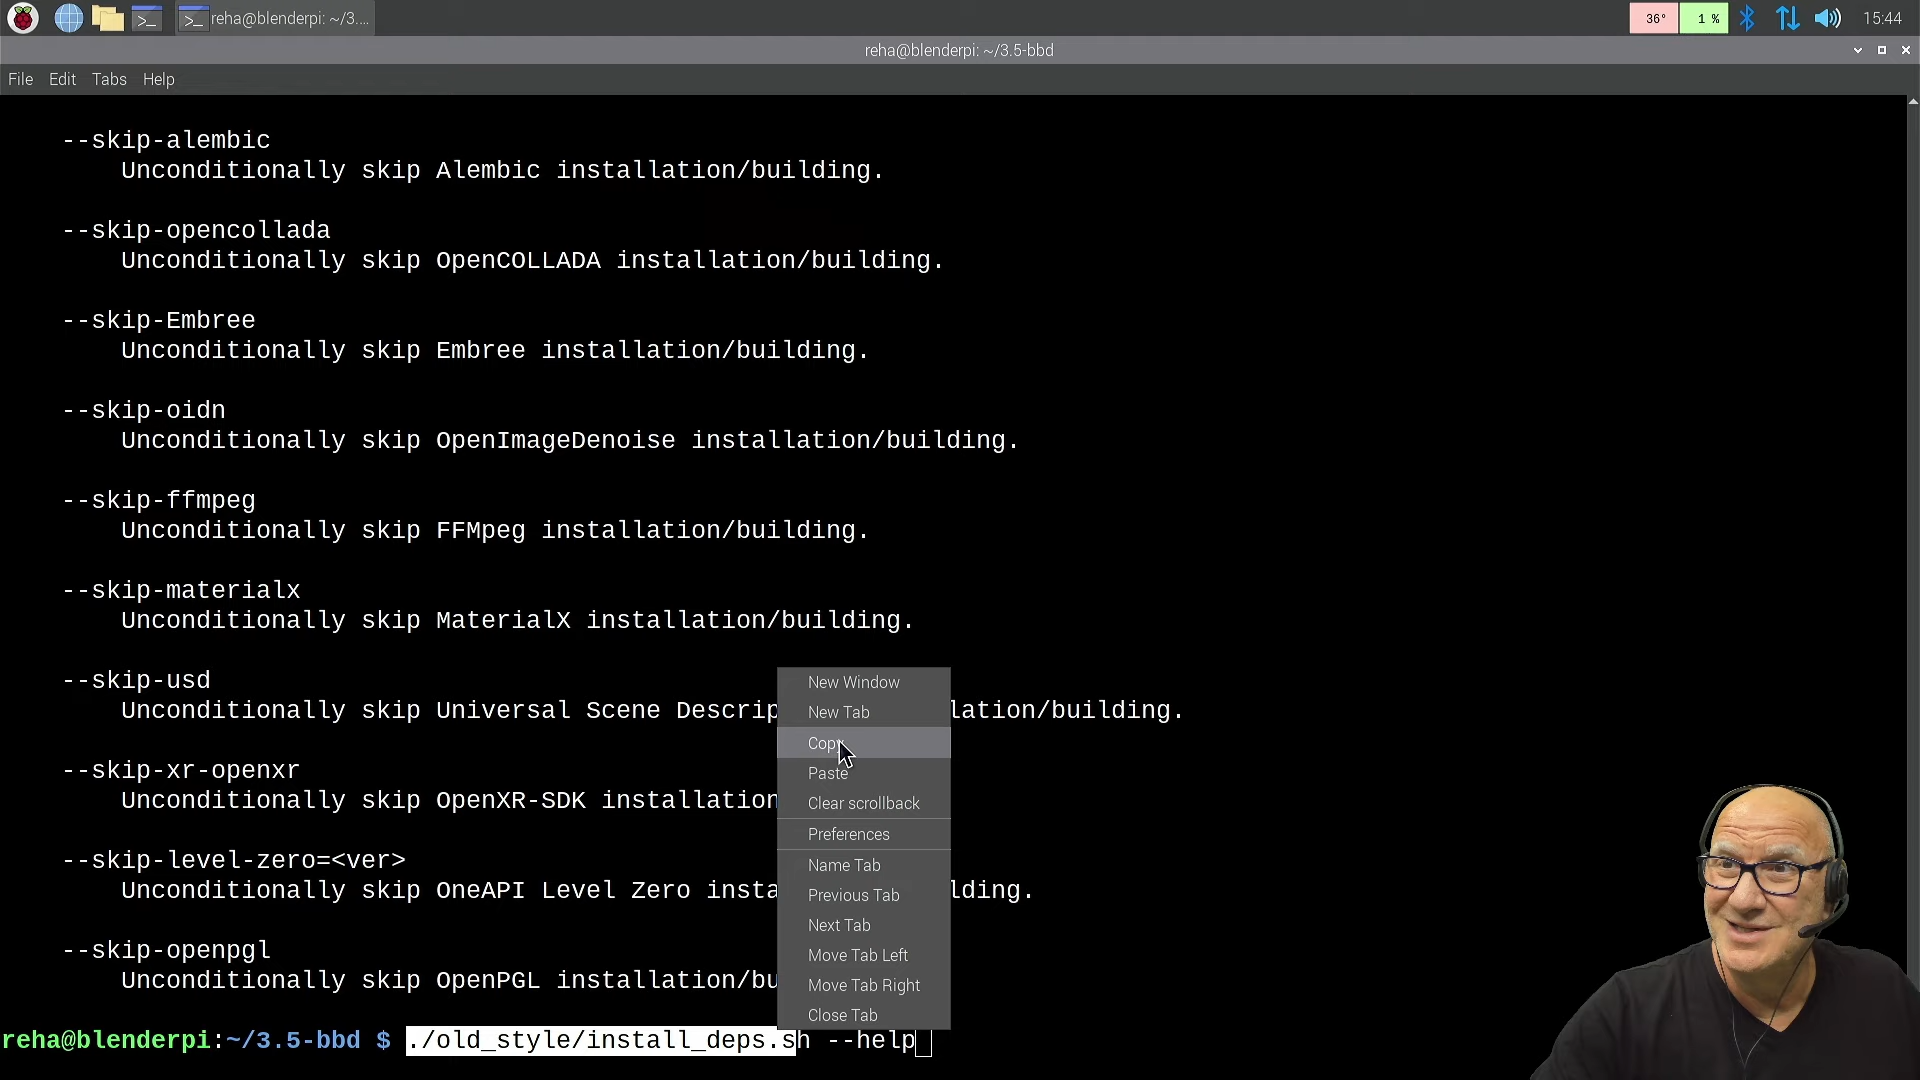 reha@blenderpi: ~/3....
36°
1 %
15:44
reha@blenderpi: ~/3.5-bbd
File Edit Tabs Help
--skip-alembic
Unconditionally skip Alembic installation/building.
--skip-opencollada
Unconditionally skip OpenCOLLADA installation/building.
--skip-Embree
Unconditionally skip Embree installation/building.
--skip-oidn
Unconditionally skip OpenImageDenoise installation/building.
--skip-ffmpeg
Unconditionally skip FFMpeg installation/building.
--skip-materialx
Unconditionally skip MaterialX installation/building.
--skip-usd
Unconditionally skip Universal Scene Descrip lation/building.
--skip-xr-openxr
Unconditionally skip OpenXR-SDK installation
--skip-level-zero=<ver>
Unconditionally skip OneAPI Level Zero insta lding.
--skip-openpgl
Unconditionally skip OpenPGL installation/bu
New Window
New Tab
Copy
Paste
Clear scrollback
Preferences
Name Tab
Previous Tab
Next Tab
Move Tab Left
Move Tab Right
Close Tab
reha@blenderpi:~/3.5-bbd $ ./old_style/install_deps.sh --help